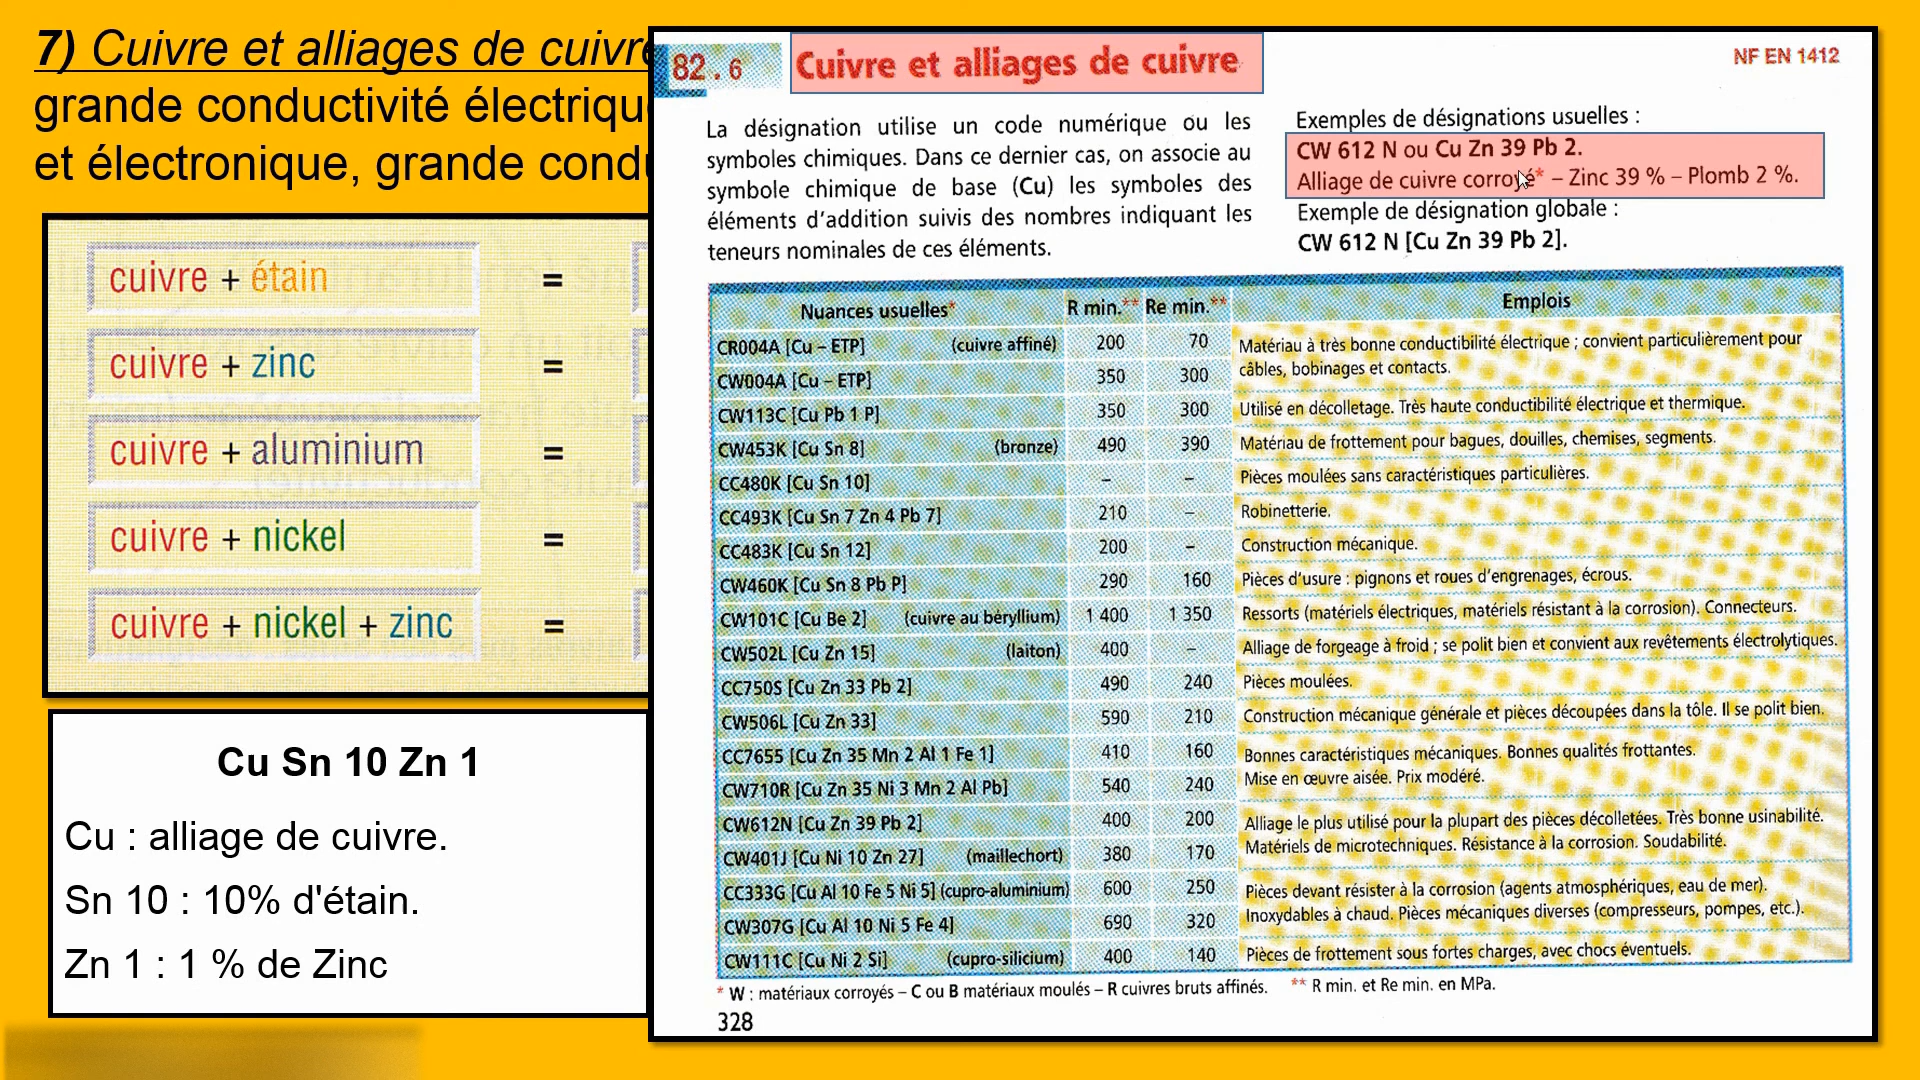 7) Cuivre et alliages de cuivre
grande conductivité électriqu
et électronique, grande condu
cuivre + étain =
cuivre + zinc =
cuivre + aluminium =
cuivre + nickel =
cuivre + nickel + zinc =
Cu Sn 10 Zn 1
Cu : alliage de cuivre.
Sn 10 : 10% d'étain.
Zn 1 : 1 % de Zinc
82.6 Cuivre et alliages de cuivre NF EN 1412
La désignation utilise un code numérique ou les
symboles chimiques. Dans ce dernier cas, on associe au
symbole chimique de base (Cu) les symboles des
éléments d'addition suivis des nombres indiquant les
teneurs nominales de ces éléments.
Exemples de désignations usuelles :
CW 612 N ou Cu Zn 39 Pb 2.
Alliage de cuivre corroyé* – Zinc 39 % – Plomb 2 %.
Exemple de désignation globale :
CW 612 N [Cu Zn 39 Pb 2].
Nuances usuelles* R min.** Re min.** Emplois
CR004A [Cu – ETP] (cuivre affiné) 200 70 Matériau à très bonne conductibilité électrique ; convient particulièrement pour
câbles, bobinages et contacts.
CW004A [Cu – ETP] 350 300
CW113C [Cu Pb 1 P] 350 300 Utilisé en décolletage. Très haute conductibilité électrique et thermique.
CW453K [Cu Sn 8] (bronze) 490 390 Matériau de frottement pour bagues, douilles, chemises, segments.
CC480K [Cu Sn 10] – – Pièces moulées sans caractéristiques particulières.
CC493K [Cu Sn 7 Zn 4 Pb 7] 210 – Robinetterie.
CC483K [Cu Sn 12] 200 – Construction mécanique.
CW460K [Cu Sn 8 Pb P] 290 160 Pièces d'usure : pignons et roues d'engrenages, écrous.
CW101C [Cu Be 2] (cuivre au béryllium) 1 400 1 350 Ressorts (matériels électriques, matériels résistant à la corrosion). Connecteurs.
CW502L [Cu Zn 15] (laiton) 400 – Alliage de forgeage à froid ; se polit bien et convient aux revêtements électrolytiques.
CC750S [Cu Zn 33 Pb 2] 490 240 Pièces moulées.
CW506L [Cu Zn 33] 590 210 Construction mécanique générale et pièces découpées dans la tôle. Il se polit bien.
CC7655 [Cu Zn 35 Mn 2 Al 1 Fe 1] 410 160 Bonnes caractéristiques mécaniques. Bonnes qualités frottantes.
Mise en œuvre aisée. Prix modéré.
CW710R [Cu Zn 35 Ni 3 Mn 2 Al Pb] 540 240
CW612N [Cu Zn 39 Pb 2] 400 200 Alliage le plus utilisé pour la plupart des pièces décolletées. Très bonne usinabilité.
Matériels de microtechniques. Résistance à la corrosion. Soudabilité.
CW401J [Cu Ni 10 Zn 27] (maillechort) 380 170
CC333G [Cu Al 10 Fe 5 Ni 5] (cupro-aluminium) 600 250 Pièces devant résister à la corrosion (agents atmosphériques, eau de mer).
Inoxydables à chaud. Pièces mécaniques diverses (compresseurs, pompes, etc.).
CW307G [Cu Al 10 Ni 5 Fe 4] 690 320
CW111C [Cu Ni 2 Si] (cupro-silicium) 400 140 Pièces de frottement sous fortes charges, avec chocs éventuels.
* W : matériaux corroyés – C ou B matériaux moulés – R cuivres bruts affinés. ** R min. et Re min. en MPa.
328